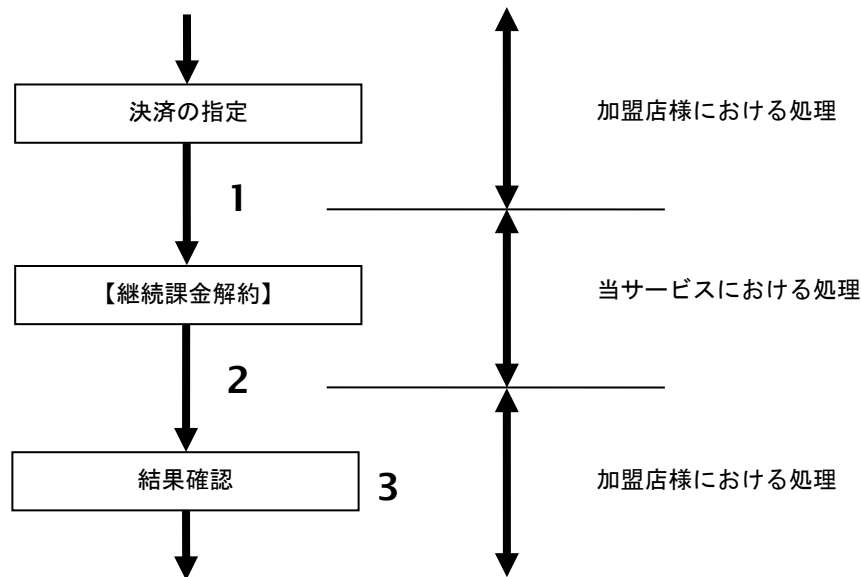 決済の指定
加盟店様における処理
1
【継続課金解約】
当サービスにおける処理
2
結果確認
3
加盟店様における処理